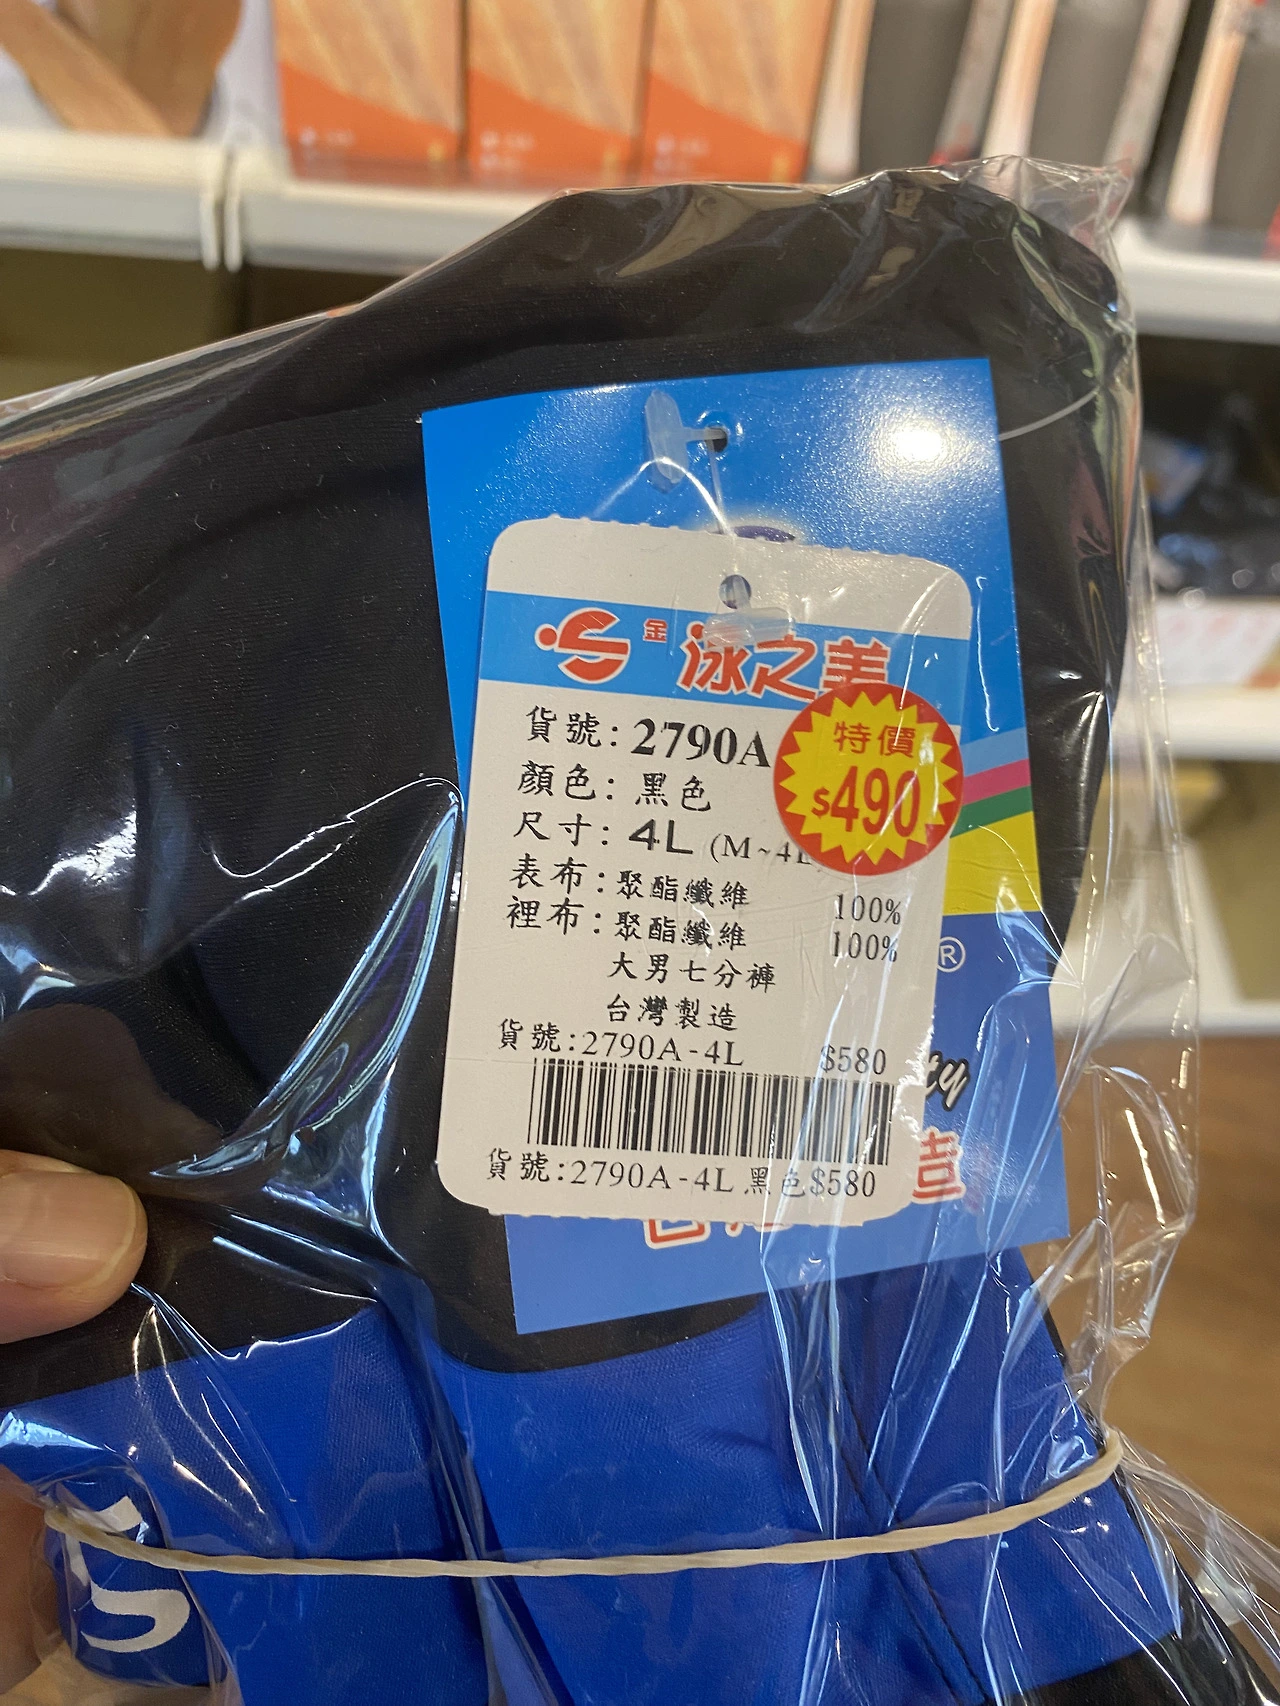 金 泳之美
貨號: 2790A
特價
$490
顏色: 黑色
尺寸: 4L (M~4L
表布: 聚酯纖維 100%
裡布: 聚酯纖維 100%
大男七分褲
台灣製造
貨號:2790A-4L $580
貨號:2790A-4L 黑色$580
®
ty
造